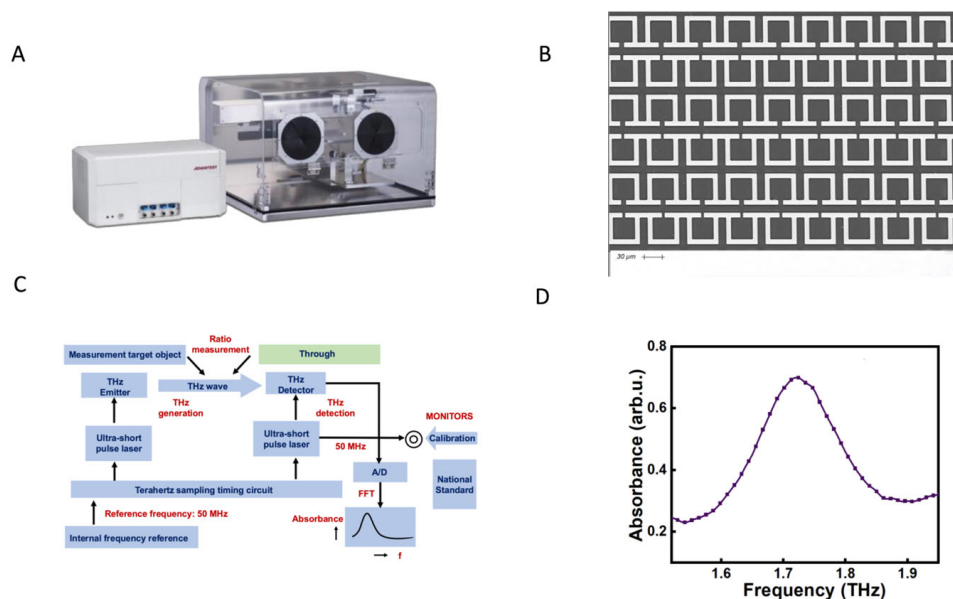 A
ADVANTEST
B
30 µm
C
Ratio
measurement
Measurement target object
Through
THz
Emitter
THz wave
THz
Detector
THz
generation
THz
detection
MONITORS
Ultra-short
pulse laser
Ultra-short
pulse laser
50 MHz
Calibration
A/D
National
Standard
Terahertz sampling timing circuit
FFT
Reference frequency: 50 MHz
Absorbance
Internal frequency reference
f
D
Absorbance (arb.u.)
0.8
0.6
0.4
0.2
1.6
1.7
1.8
1.9
Frequency (THz)